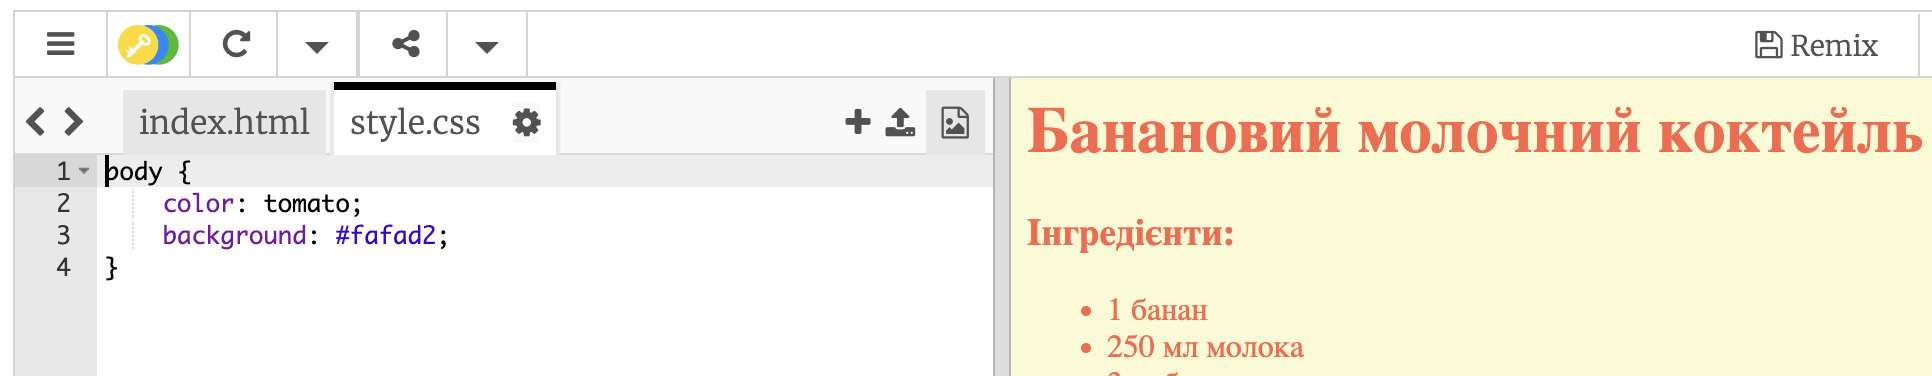 Remix
index.html
style.css
1 body {
2 color: tomato;
3 background: #fafad2;
4 }
Банановий молочний коктейль
Інгредієнти:
• 1 банан
• 250 мл молока